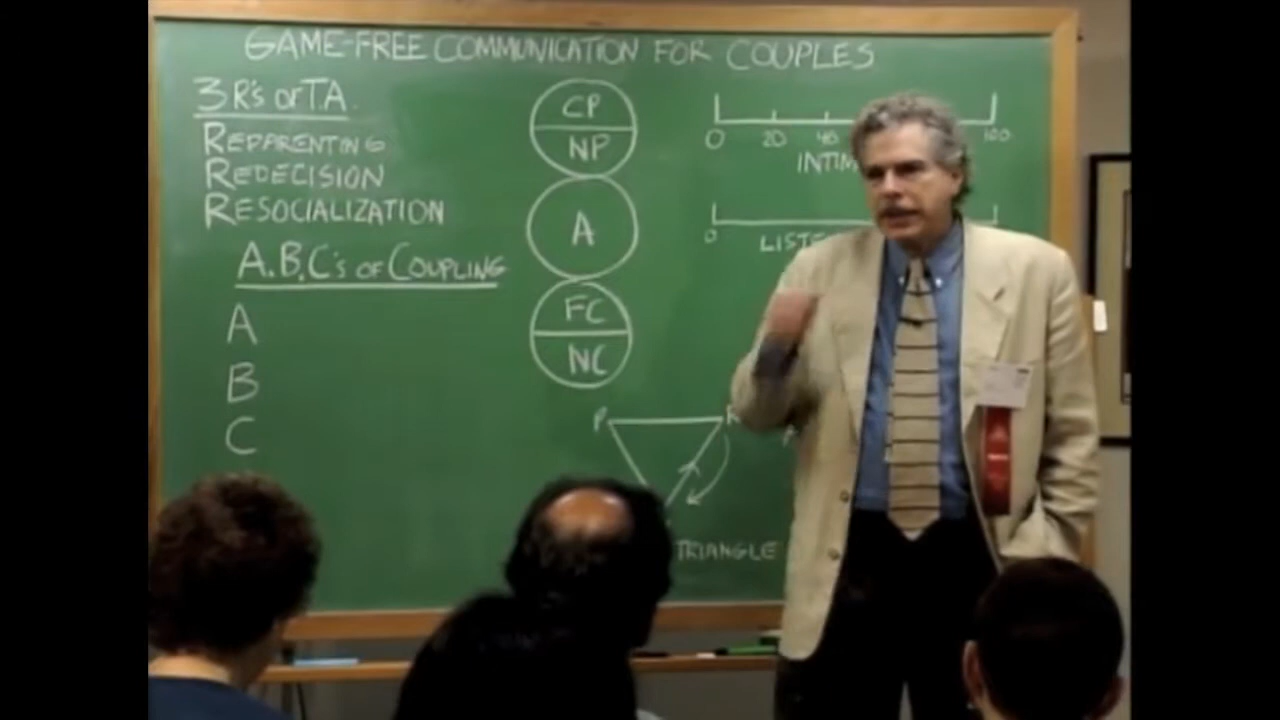 GAME-FREE COMMUNICATION FOR COUPLES
3 R's OF T.A.
REPARENTING
REDECISION
RESOCIALIZATION
A.B.C's OF COUPLING
A
B
C
CP
NP
A
FC
NC
0 20 40 100
0
P R
TRIANGLE